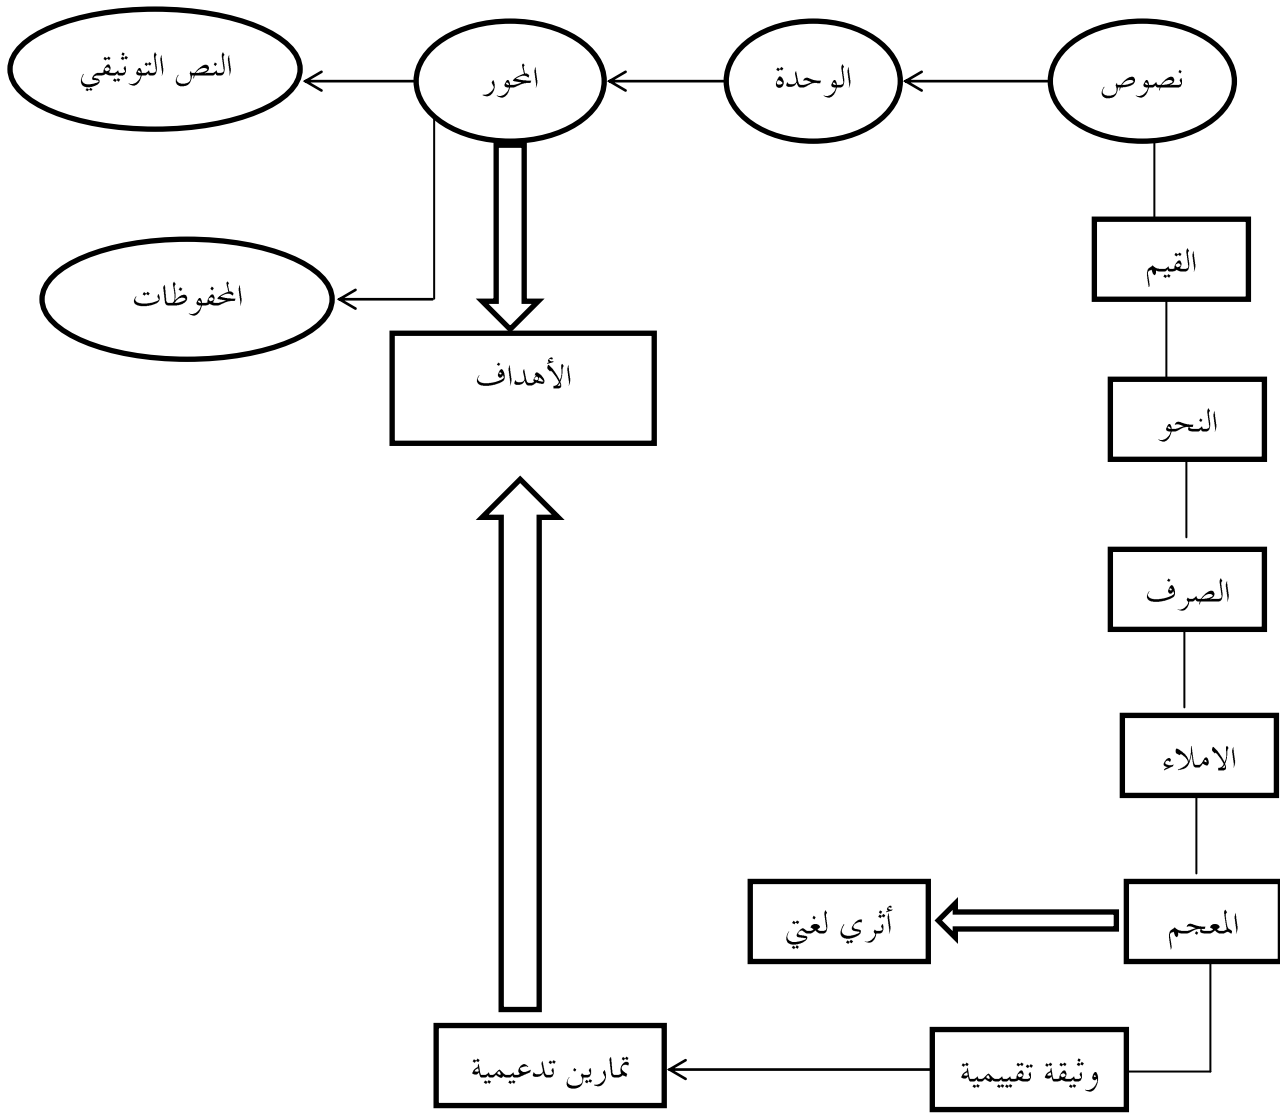 نصوص
الوحدة
المحور
النص التوثيقي
القيم
المحفوظات
الأهداف
النحو
الصرف
الاملاء
المعجم
أثري لغتي
وثيقة تقييمية
تمارين تدعيمية